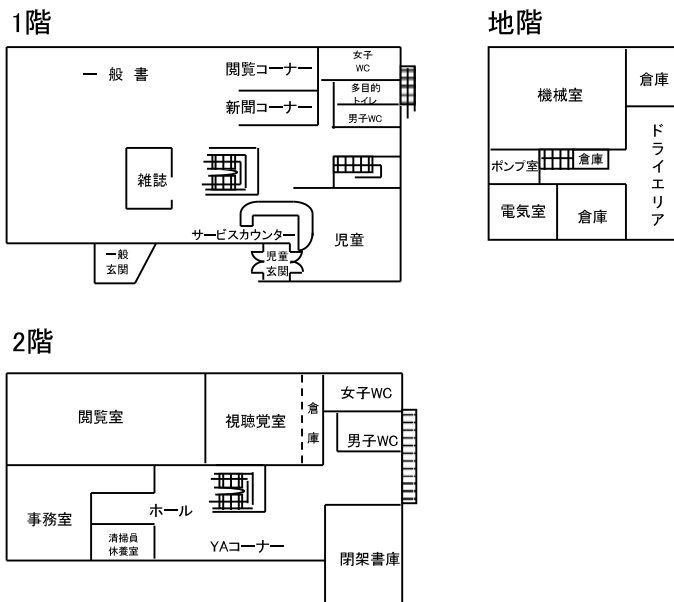 1階
一般書
閲覧コーナー
新聞コーナー
女子
WC
多目的
トイレ
男子WC
雑誌
サービスカウンター
児童
一般
玄関
児童
玄関
地階
機械室
倉庫
ドライエリア
ポンプ室
倉庫
電気室
倉庫
2階
閲覧室
視聴覚室
倉庫
女子WC
男子WC
事務室
ホール
清掃員
休養室
YAコーナー
閉架書庫